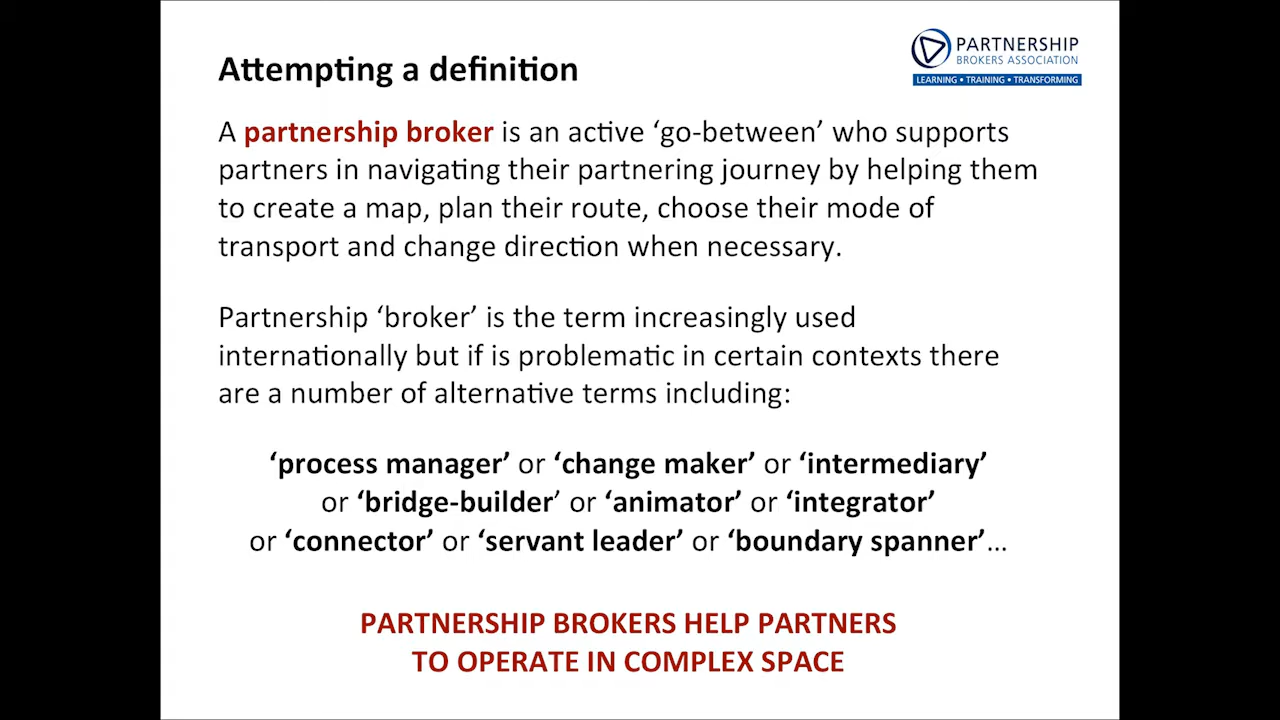 Attempting a definition
PARTNERSHIP
BROKERS ASSOCIATION
LEARNING • TRAINING • TRANSFORMING
A partnership broker is an active ‘go-between’ who supports
partners in navigating their partnering journey by helping them
to create a map, plan their route, choose their mode of
transport and change direction when necessary.
Partnership ‘broker’ is the term increasingly used
internationally but if is problematic in certain contexts there
are a number of alternative terms including:
‘process manager’ or ‘change maker’ or ‘intermediary’
or ‘bridge-builder’ or ‘animator’ or ‘integrator’
or ‘connector’ or ‘servant leader’ or ‘boundary spanner’…
PARTNERSHIP BROKERS HELP PARTNERS
TO OPERATE IN COMPLEX SPACE